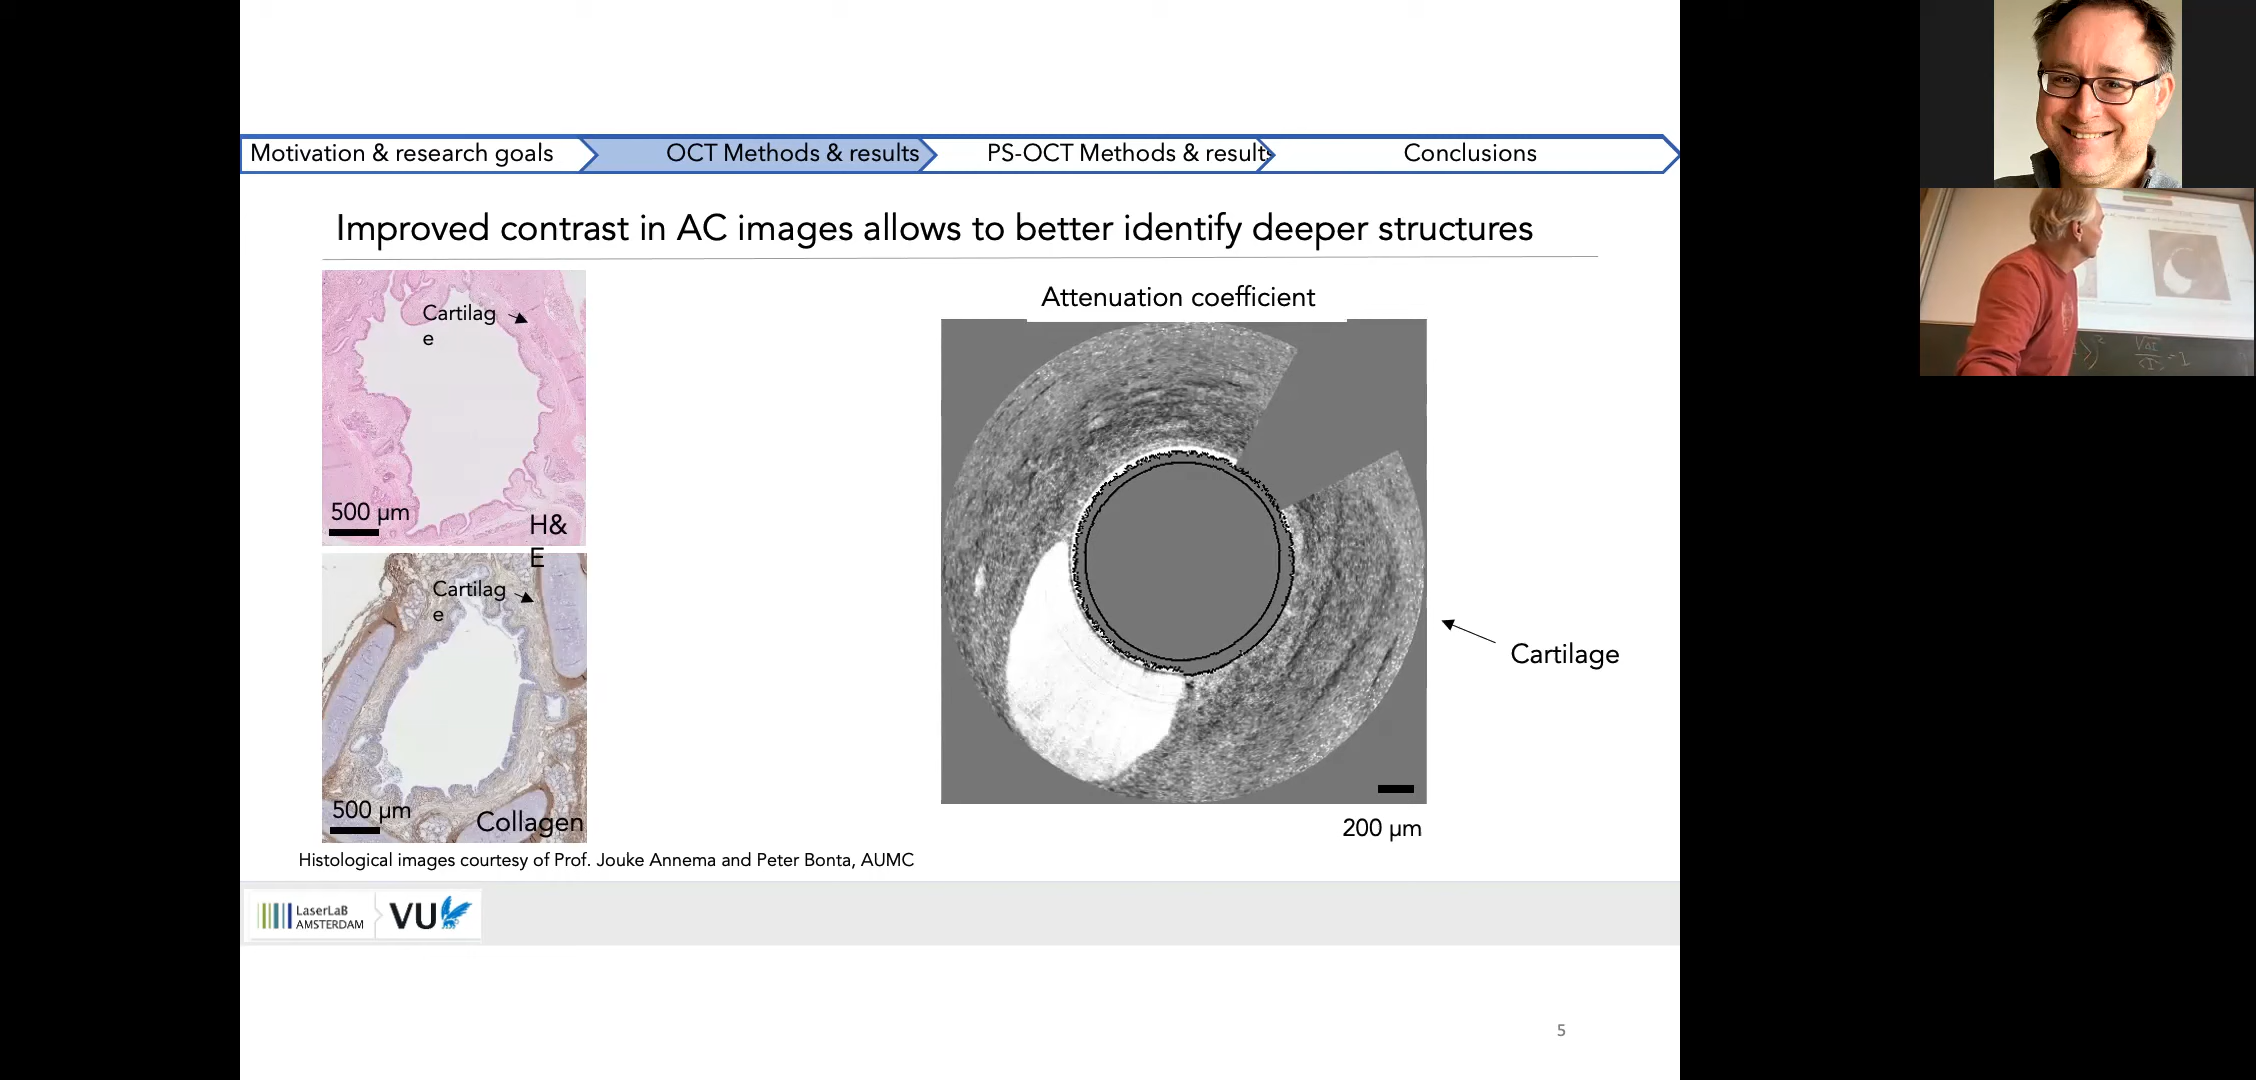 Motivation & research goals
OCT Methods & results
PS-OCT Methods & results
Conclusions
Improved contrast in AC images allows to better identify deeper structures
Cartilag
e
500 µm
H&
E
Cartilag
e
500 µm
Collagen
Attenuation coefficient
Cartilage
200 µm
Histological images courtesy of Prof. Jouke Annema and Peter Bonta, AUMC
LaserLaB
AMSTERDAM
VU
5